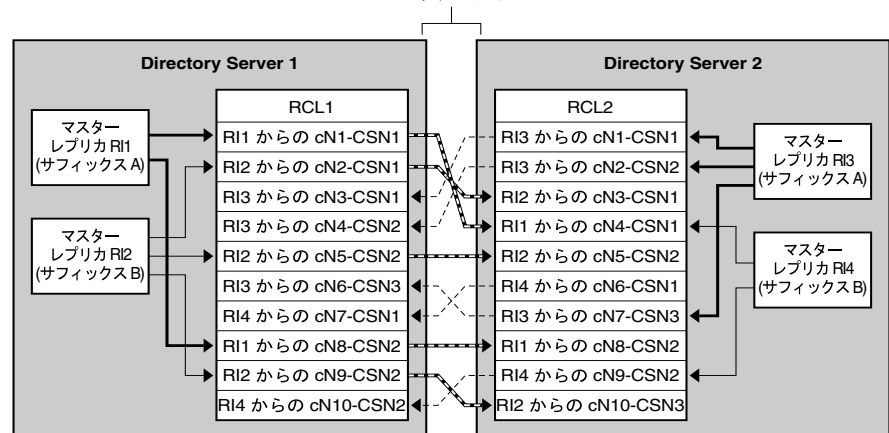 Directory Server 1
Directory Server 2
RCL1
RI1 からの cN1-CSN1
RI2 からの cN2-CSN1
RI3 からの cN3-CSN1
RI3 からの cN4-CSN2
RI2 からの cN5-CSN2
RI3 からの cN6-CSN3
RI4 からの cN7-CSN1
RI1 からの cN8-CSN2
RI2 からの cN9-CSN2
RI4 からの cN10-CSN2
マスター
レプリカ RI1
(サフィックス A)
マスター
レプリカ RI2
(サフィックス B)
RCL2
RI3 からの cN1-CSN1
RI3 からの cN2-CSN2
RI2 からの cN3-CSN1
RI1 からの cN4-CSN1
RI2 からの cN5-CSN2
RI4 からの cN6-CSN1
RI3 からの cN7-CSN3
RI1 からの cN8-CSN2
RI4 からの cN9-CSN2
RI2 からの cN10-CSN3
マスター
レプリカ RI3
(サフィックス A)
マスター
レプリカ RI4
(サフィックス B)